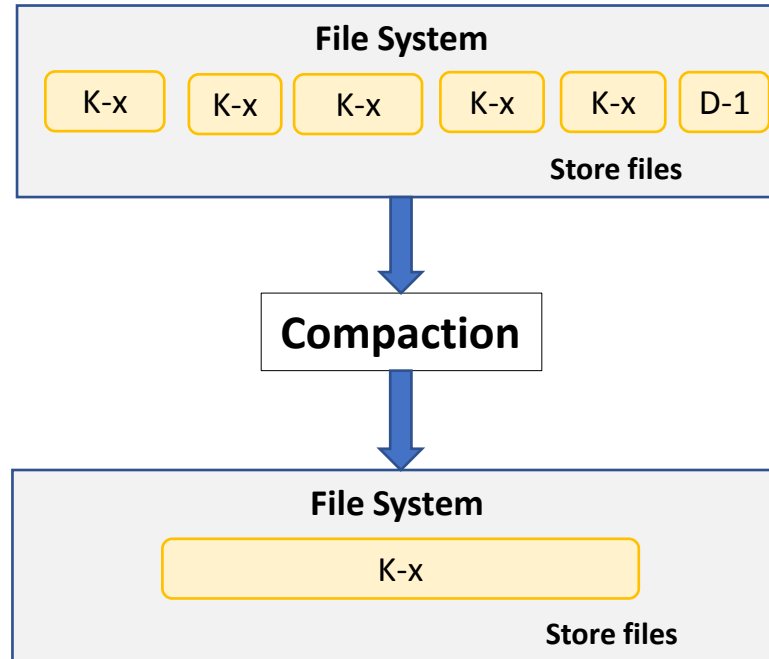 File System
K-x K-x K-x K-x K-x D-1
Store files
Compaction
File System
K-x
Store files